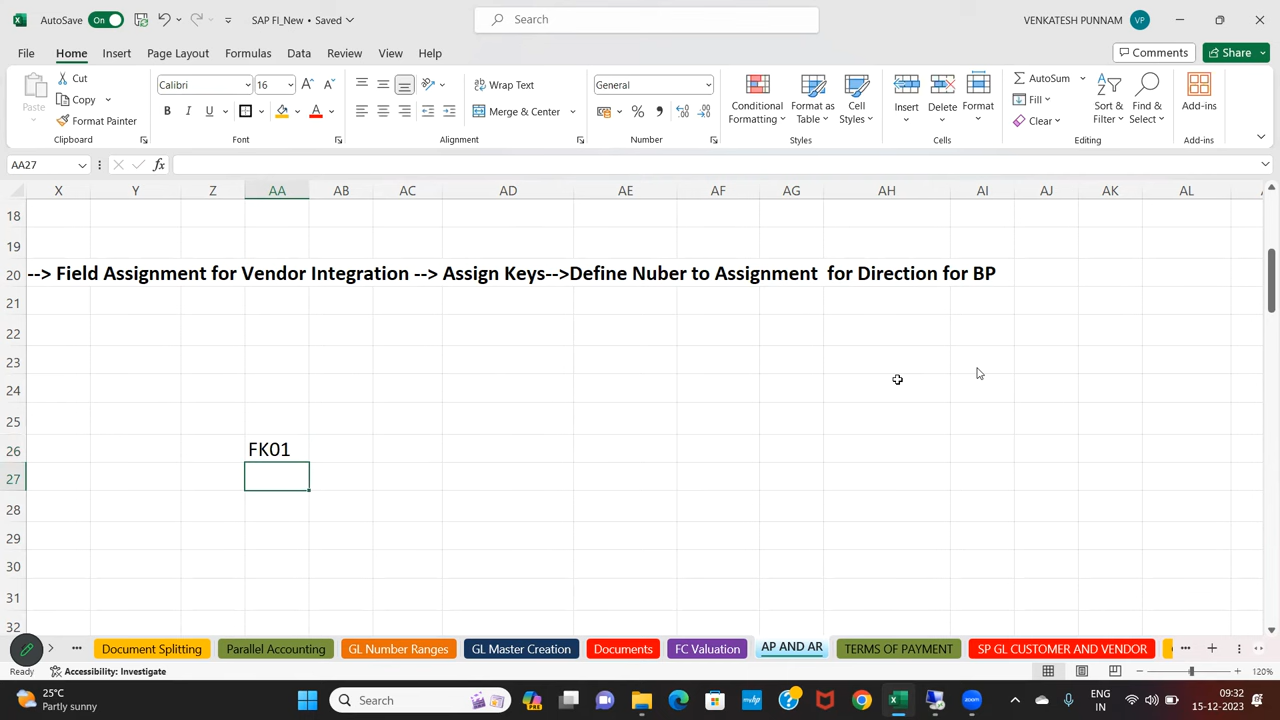 AutoSave On SAP FI_New • Saved Search VENKATESH PUNNAM VP
File Home Insert Page Layout Formulas Data Review View Help Comments Share
Paste Cut Copy Format Painter Clipboard
Calibri 16 A A B I U A Font
ab Wrap Text Merge & Center Alignment
General % , Number
Conditional Formatting Format as Table Cell Styles Styles
Insert Delete Format Cells
AutoSum Fill Clear Sort & Filter Find & Select Editing
Add-ins Add-ins
AA27 fx
X Y Z AA AB AC AD AE AF AG AH AI AJ AK AL
18
19
20 --> Field Assignment for Vendor Integration --> Assign Keys-->Define Nuber to Assignment for Direction for BP
21
22
23
24
25
26 FK01
27
28
29
30
31
32
Document Splitting Parallel Accounting GL Number Ranges GL Master Creation Documents FC Valuation AP AND AR TERMS OF PAYMENT SP GL CUSTOMER AND VENDOR
Ready Accessibility: Investigate 120%
25°C Partly sunny Search ENG IN 09:32 15-12-2023